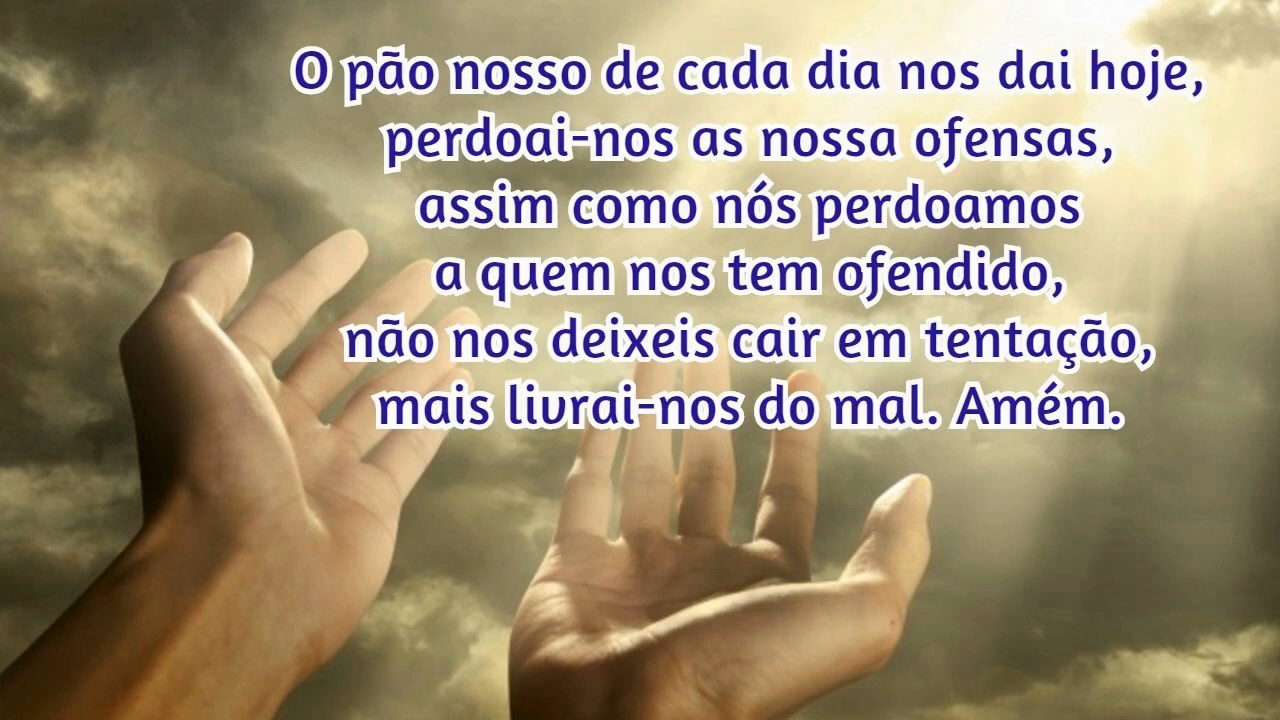 O pão nosso de cada dia nos dai hoje,
perdoai-nos as nossa ofensas,
assim como nós perdoamos
a quem nos tem ofendido,
não nos deixeis cair em tentação,
mais livrai-nos do mal. Amém.